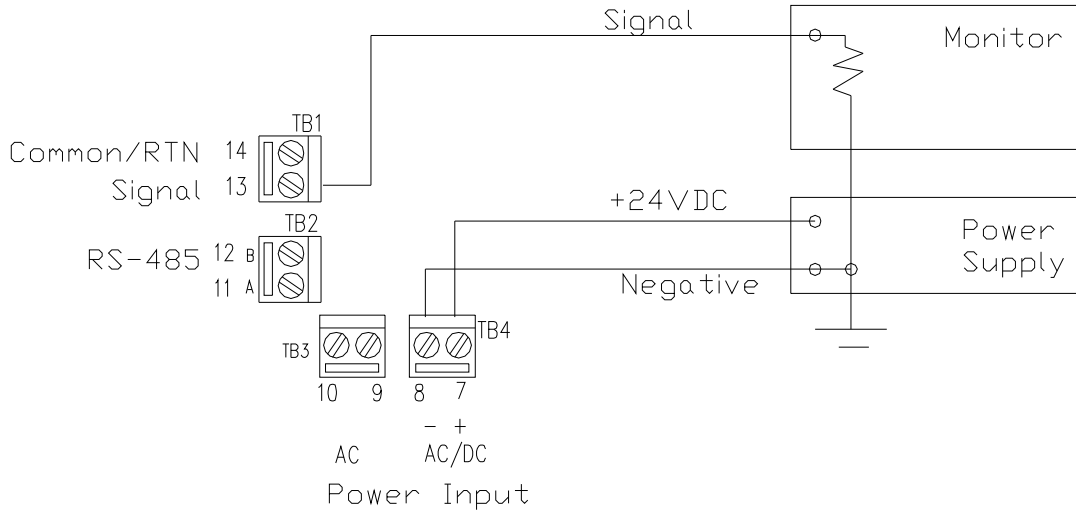 Signal
Monitor
TB1
Common/RTN 14
Signal 13
TB2
+24VDC
RS-485 12 B
11 A
Power
Supply
Negative
TB3
TB4
10 9 8 7
- +
AC AC/DC
Power Input